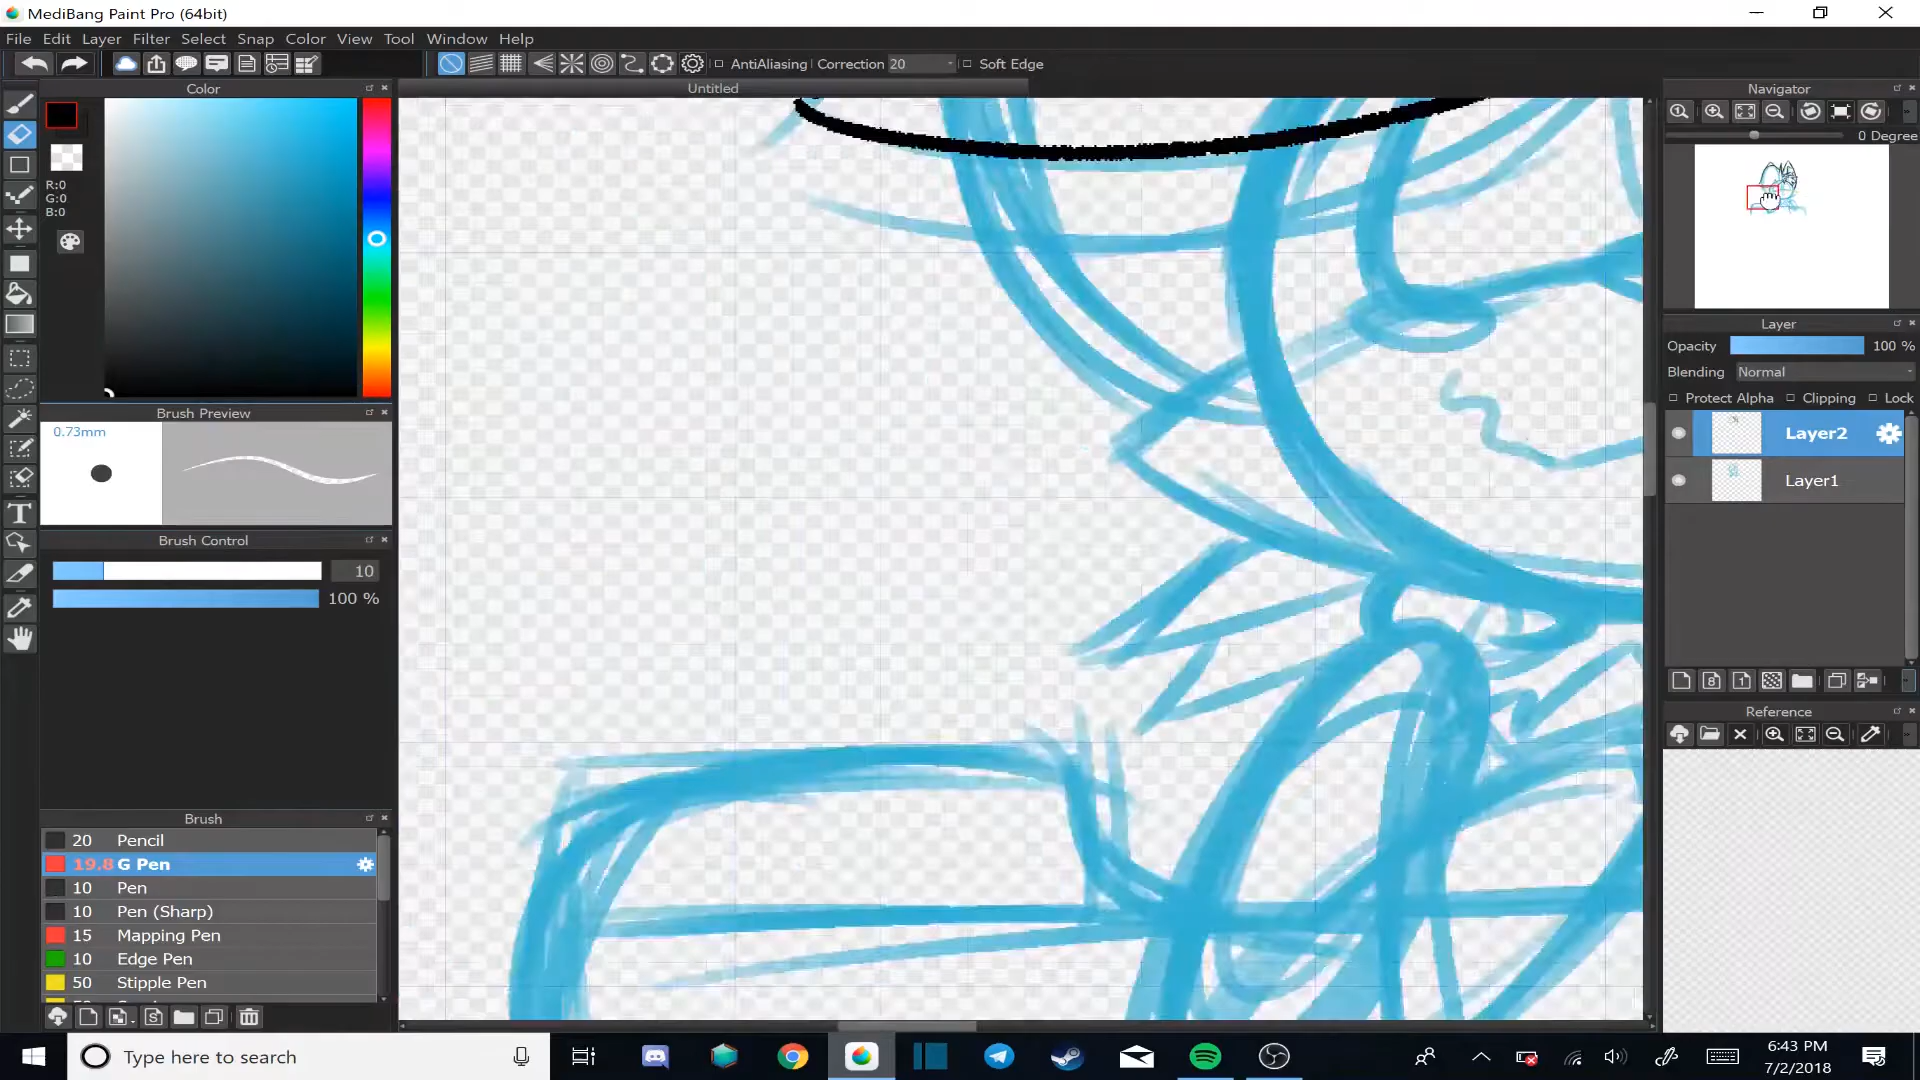 MediBang Paint Pro (64bit)
File Edit Layer Filter Select Snap Color View Tool Window Help
AntiAliasing Correction 20 Soft Edge
Color
Untitled
Navigator
R:0
G:0
B:0
0 Degree
Layer
Opacity 100 %
Blending Normal
Protect Alpha Clipping Lock
Brush Preview
0.73mm
Layer2
Layer1
Brush Control
10
100 %
Reference
Brush
20 Pencil
19.8 G Pen
10 Pen
10 Pen (Sharp)
15 Mapping Pen
10 Edge Pen
50 Stipple Pen
Type here to search
6:43 PM
7/2/2018